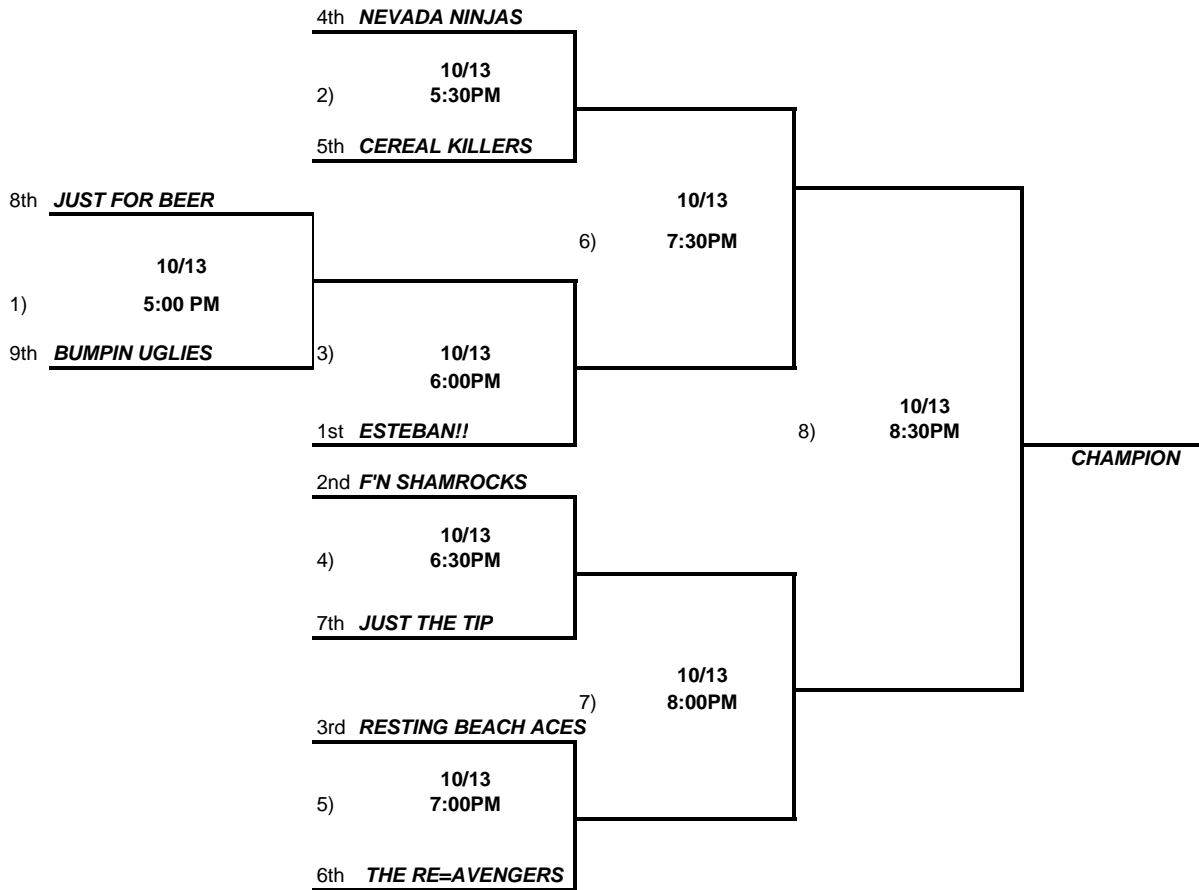 4th NEVADA NINJAS
10/13
2) 5:30PM
5th CEREAL KILLERS
8th JUST FOR BEER
10/13
6) 7:30PM
10/13
1) 5:00 PM
9th BUMPIN UGLIES
3) 10/13
6:00PM
10/13
1st ESTEBAN!!
8) 8:30PM
CHAMPION
2nd F'N SHAMROCKS
10/13
4) 6:30PM
7th JUST THE TIP
10/13
7) 8:00PM
3rd RESTING BEACH ACES
10/13
5) 7:00PM
6th THE RE=AVENGERS